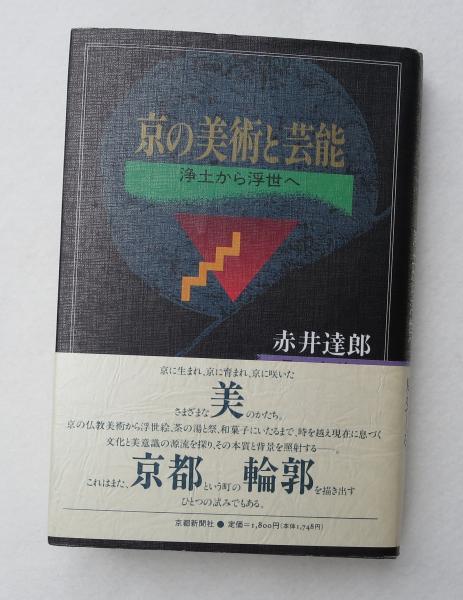 京の美術と芸能
浄土から浮世へ
赤井達郎
京に生まれ、京に育まれ、京に咲いた
さまざまな美のかたち。
京の仏教美術から浮世絵、茶の湯と祭、和菓子にいたるまで、時を越え現在に息づく
文化と美意識の源流を探り、その本質と背景を照射する──。
これはまた、京都という町の輪郭を描き出す
ひとつの試みでもある。
京都新聞社●定価=1,800円(本体1,748円)